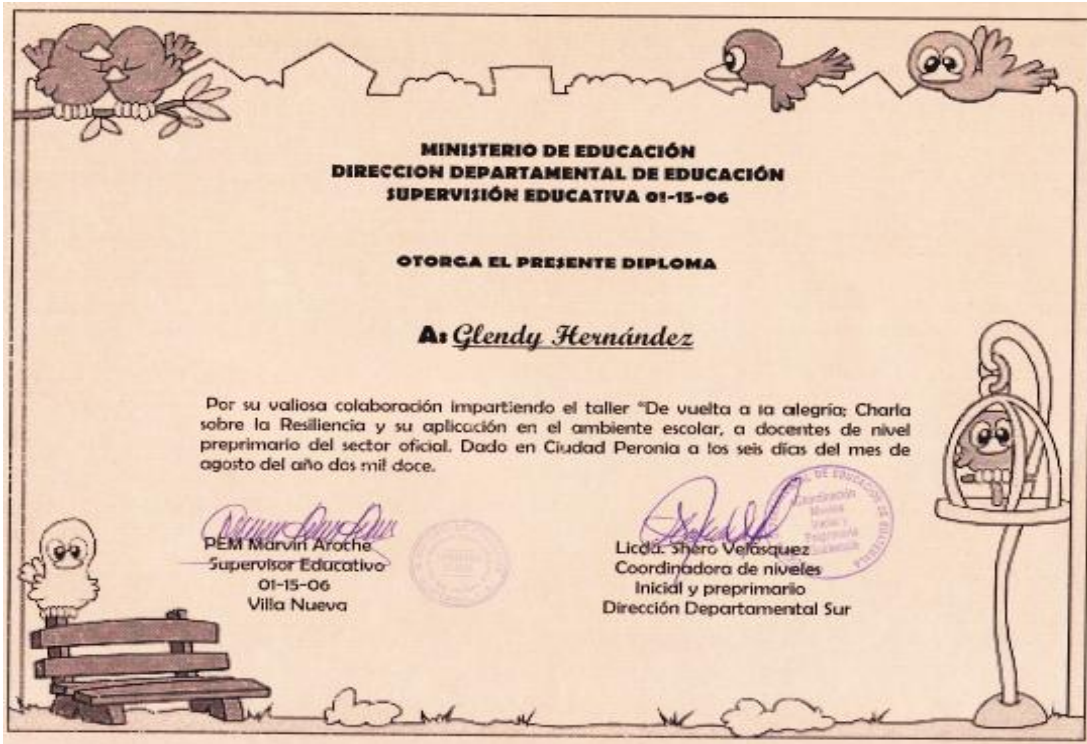 MINISTERIO DE EDUCACIÓN
DIRECCION DEPARTAMENTAL DE EDUCACIÓN
SUPERVISIÓN EDUCATIVA 01-15-06
OTORGA EL PRESENTE DIPLOMA
A: Glendy Hernández
Por su valiosa colaboración impartiendo el taller "De vuelta a la alegría; Charla
sobre la Resiliencia y su aplicación en el ambiente escolar, a docentes de nivel
preprimario del sector oficial. Dado en Ciudad Peronia a los seis días del mes de
agosto del año dos mil doce.
PEM Marvin Aroche
Supervisor Educativo
01-15-06
Villa Nueva
Licda. Shero Velásquez
Coordinadora de niveles
Inicial y preprimario
Dirección Departamental Sur